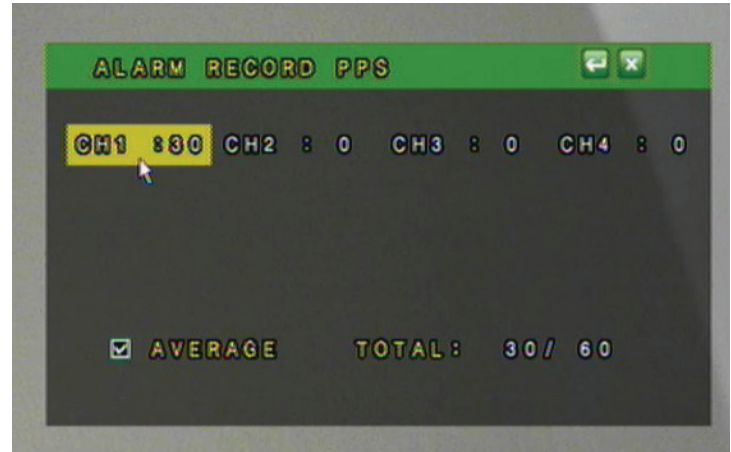 ALARM RECORD PPS
CH1 :30 CH2 : 0 CH3 : 0 CH4 : 0
AVERAGE TOTAL: 30/ 60